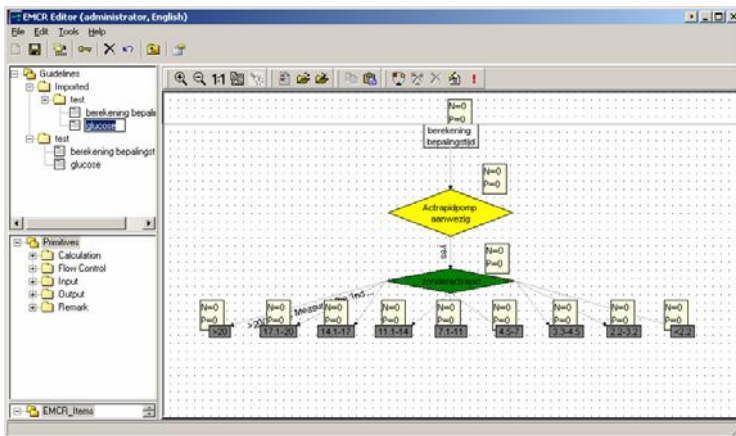 EMCR Editor (administrator, English)
File Edit Tools Help
Guidelines
Imported
test
berekening bepali
glucose
test
berekening bepalingst
glucose
Primitives
Calculation
Flow Control
Input
Output
Remark
EMCR_Items
1:1
N=0
P=0
berekening
bepalingstijd
N=0
P=0
Actrapidpomp
aanwezig
yes
N=0
P=0
zonderactrapid
N=0 N=0 N=0 N=0 N=0 N=0 N=0 N=0 N=0
P=0 P=0 P=0 P=0 P=0 P=0 P=0 P=0 P=0
>20 17.1-20 14.1-17 11.1-14 7.1-11 4.5-7 3.3-4.5 2.2-3.2 <2.2